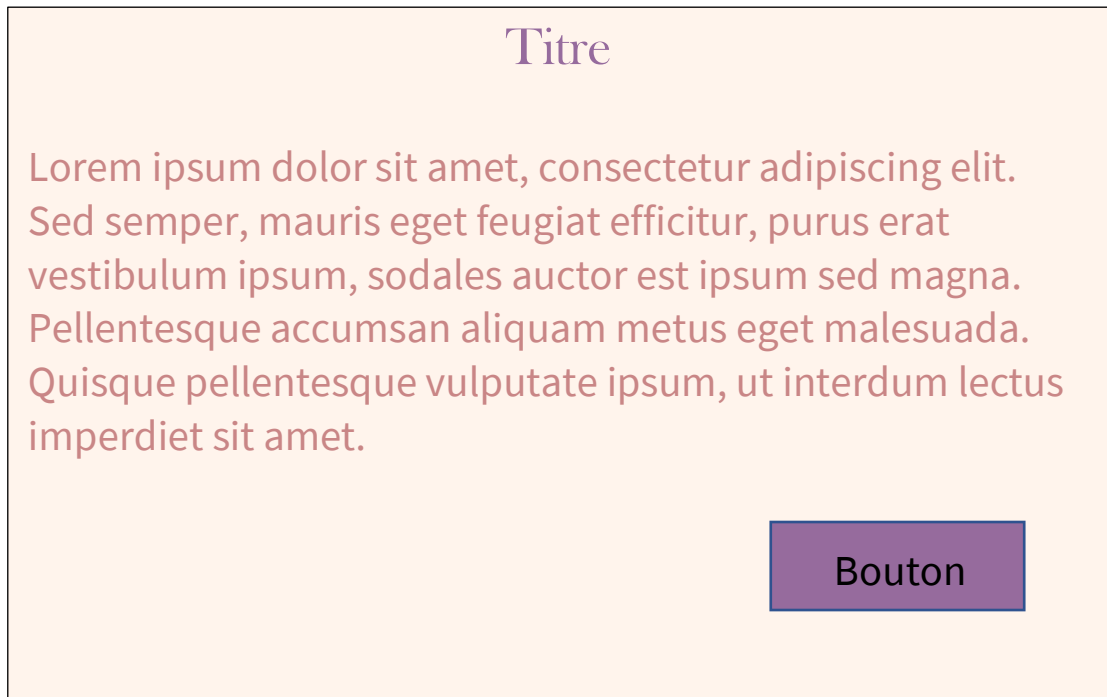 Titre
Lorem ipsum dolor sit amet, consectetur adipiscing elit.
Sed semper, mauris eget feugiat efficitur, purus erat
vestibulum ipsum, sodales auctor est ipsum sed magna.
Pellentesque accumsan aliquam metus eget malesuada.
Quisque pellentesque vulputate ipsum, ut interdum lectus
imperdiet sit amet.
Bouton